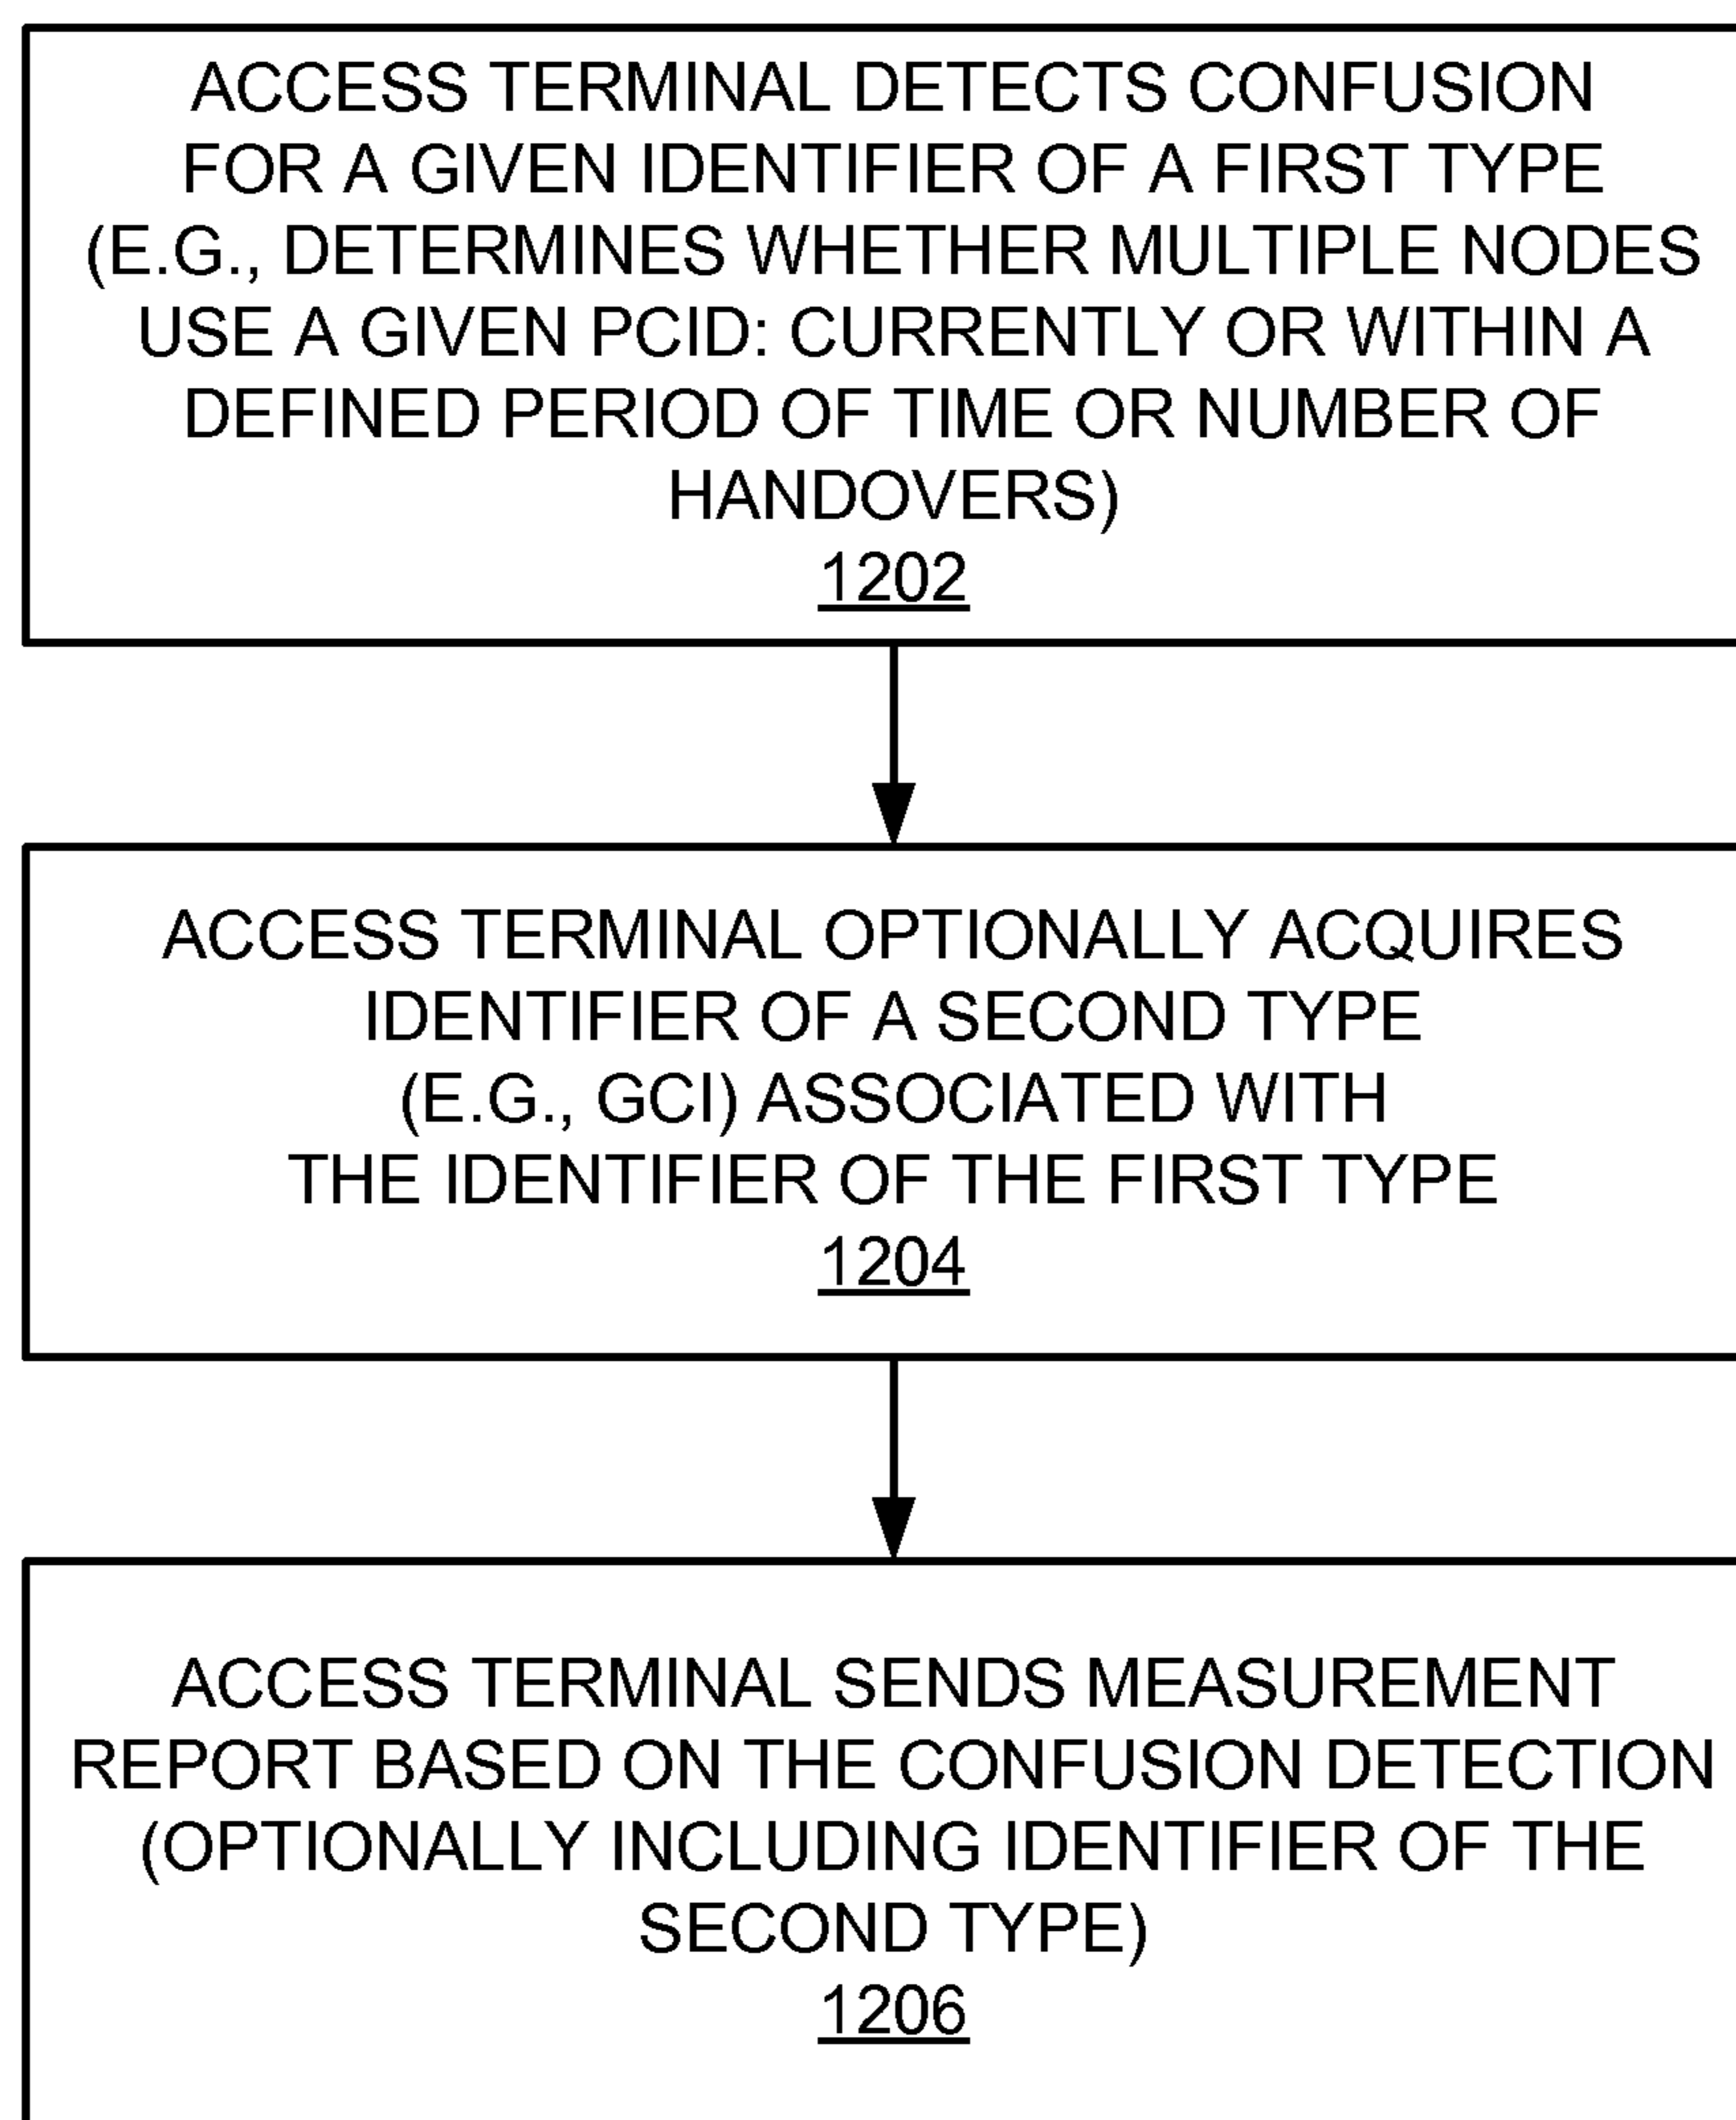 ACCESS TERMINAL DETECTS CONFUSION
FOR A GIVEN IDENTIFIER OF A FIRST TYPE
(E.G., DETERMINES WHETHER MULTIPLE NODES
USE A GIVEN PCID: CURRENTLY OR WITHIN A
DEFINED PERIOD OF TIME OR NUMBER OF
HANDOVERS)
1202
ACCESS TERMINAL OPTIONALLY ACQUIRES
IDENTIFIER OF A SECOND TYPE
(E.G., GCI) ASSOCIATED WITH
THE IDENTIFIER OF THE FIRST TYPE
1204
ACCESS TERMINAL SENDS MEASUREMENT
REPORT BASED ON THE CONFUSION DETECTION
(OPTIONALLY INCLUDING IDENTIFIER OF THE
SECOND TYPE)
1206